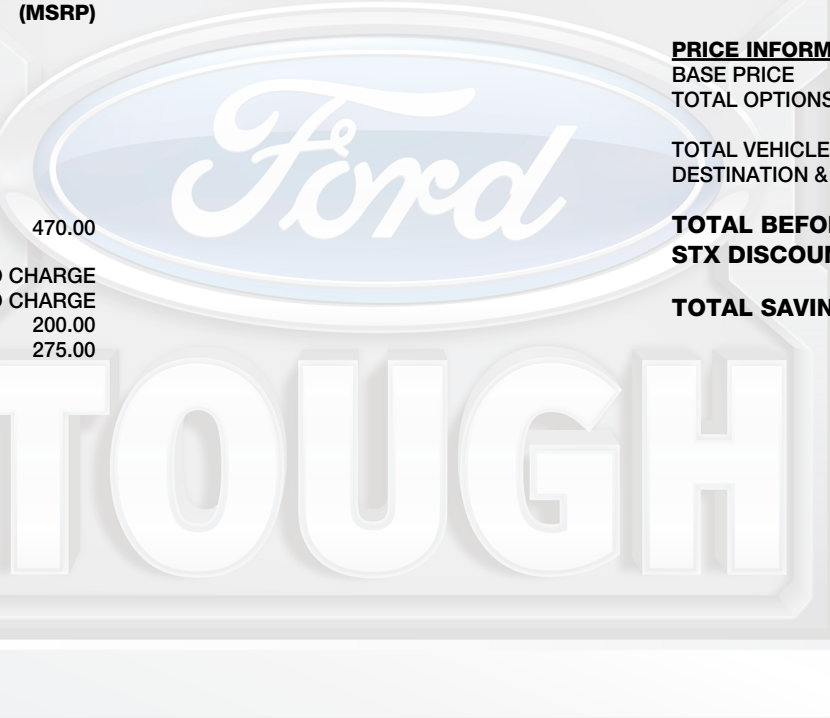 (MSRP)
470.00
CHARGE
CHARGE
200.00
275.00
PRICE INFORM
BASE PRICE
TOTAL OPTIONS
TOTAL VEHICLE
DESTINATION &
TOTAL BEFO
STX DISCOU
TOTAL SAVIN
Ford
TOUGH